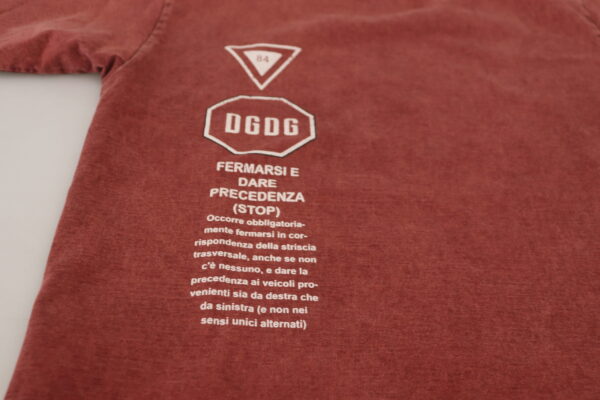 84
DGDG
FERMARSI E
DARE
PRECEDENZA
(STOP)
Occorre obbligatoria-
mente fermarsi in cor-
rispondenza della striscia
trasversale, anche se non
c'è nessuno, e dare la
precedenza ai veicoli pro-
venienti sia da destra che
da sinistra (e non nei
sensi unici alternati)